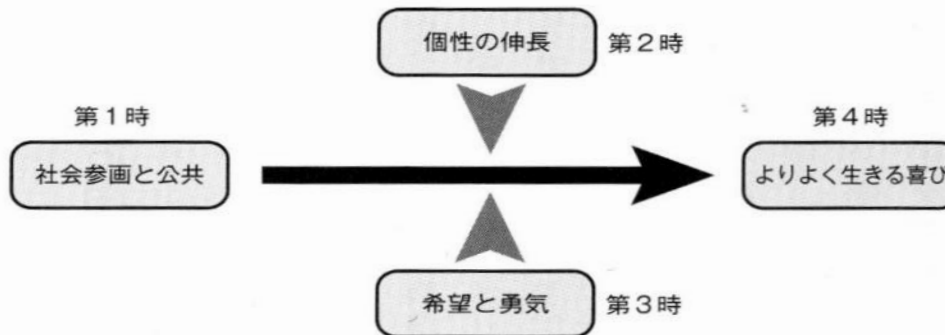 個性の伸長
第2時
第1時
社会参画と公共
第4時
よりよく生きる喜び
希望と勇気
第3時